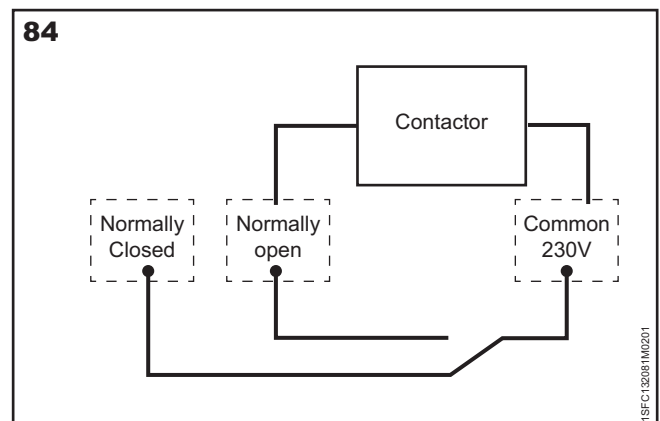 84
Contactor
Normally
Closed
Normally
open
Common
230V
1SFC132081M0201